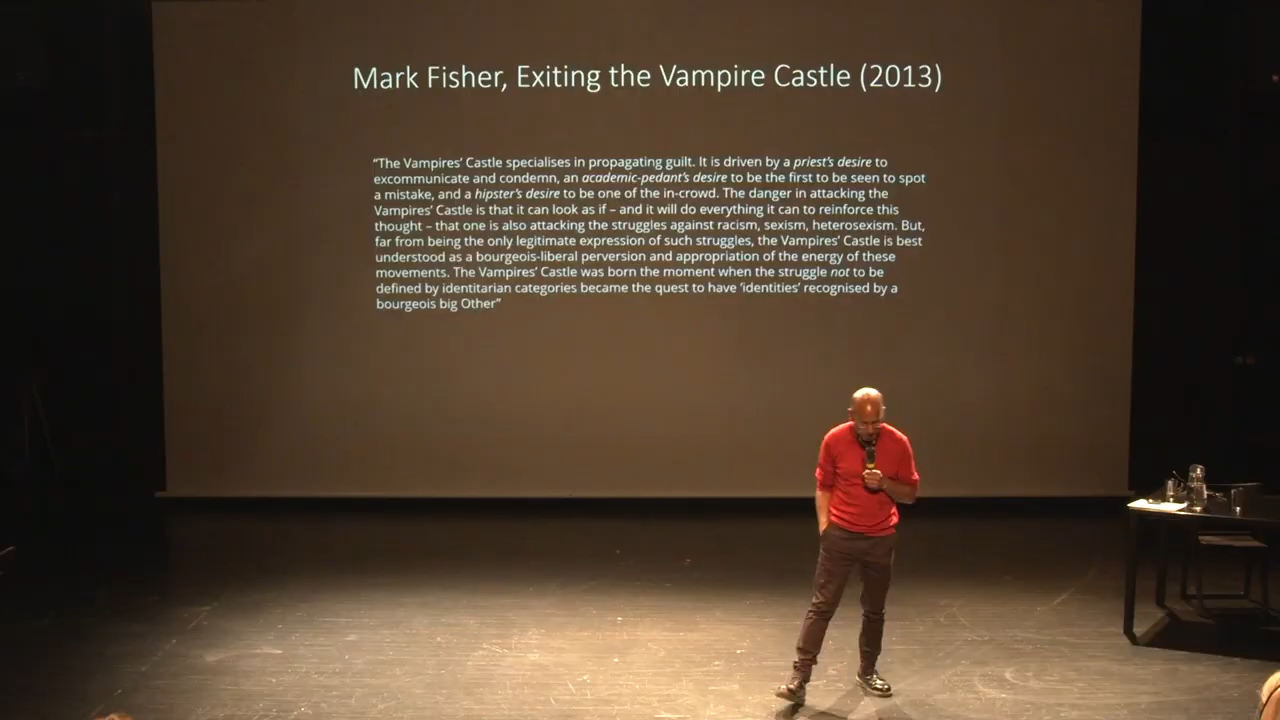 Mark Fisher, Exiting the Vampire Castle (2013)
“The Vampires’ Castle specialises in propagating guilt. It is driven by a priest’s desire to
excommunicate and condemn, an academic-pedant’s desire to be the first to be seen to spot
a mistake, and a hipster’s desire to be one of the in-crowd. The danger in attacking the
Vampires’ Castle is that it can look as if – and it will do everything it can to reinforce this
thought – that one is also attacking the struggles against racism, sexism, heterosexism. But,
far from being the only legitimate expression of such struggles, the Vampires’ Castle is best
understood as a bourgeois-liberal perversion and appropriation of the energy of these
movements. The Vampires’ Castle was born the moment when the struggle not to be
defined by identitarian categories became the quest to have ‘identities’ recognised by a
bourgeois big Other”